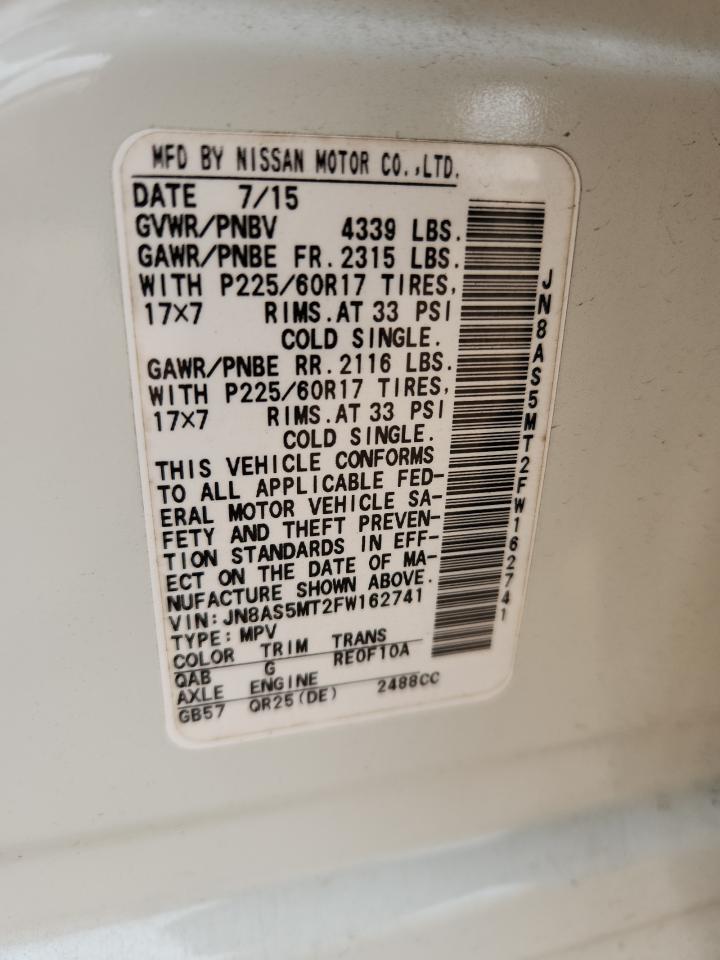 MFD BY NISSAN MOTOR CO.,LTD.
DATE 7/15
GVWR/PNBV 4339 LBS.
GAWR/PNBE FR. 2315 LBS.
WITH P225/60R17 TIRES,
17×7 RIMS.AT 33 PSI
COLD SINGLE.
GAWR/PNBE RR. 2116 LBS.
WITH P225/60R17 TIRES,
17×7 RIMS.AT 33 PSI
COLD SINGLE.
THIS VEHICLE CONFORMS
TO ALL APPLICABLE FED-
ERAL MOTOR VEHICLE SA-
FETY AND THEFT PREVEN-
TION STANDARDS IN EFF-
ECT ON THE DATE OF MA-
NUFACTURE SHOWN ABOVE.
VIN:JN8AS5MT2FW162741
TYPE:MPV
COLOR TRIM TRANS
QAB G RE0F10A
AXLE ENGINE
GB57 QR25(DE) 2488CC
JN8AS5MT2FW162741